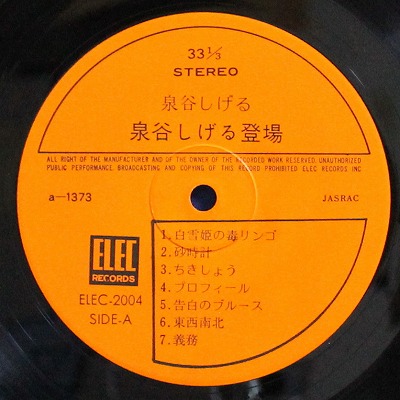 33 1/3
STEREO
泉谷しげる
泉谷しげる登場
ALL RIGHT OF THE MANUFACTURER AND OF THE OWNER OF THE RECORDED WORK RESERVED, UNAUTHORIZED
PUBLIC PERFORMANCE, BROADCASTING AND COPYING OF THIS RECORD PROHIBITED ELEC RECORDS INC
a—1373
JASRAC
ELEC
RECORDS
ELEC-2004
SIDE-A
1.白雪姫の毒リンゴ
2.砂時計
3.ちきしょう
4.プロフィール
5.告白のブルース
6.東西南北
7.義務